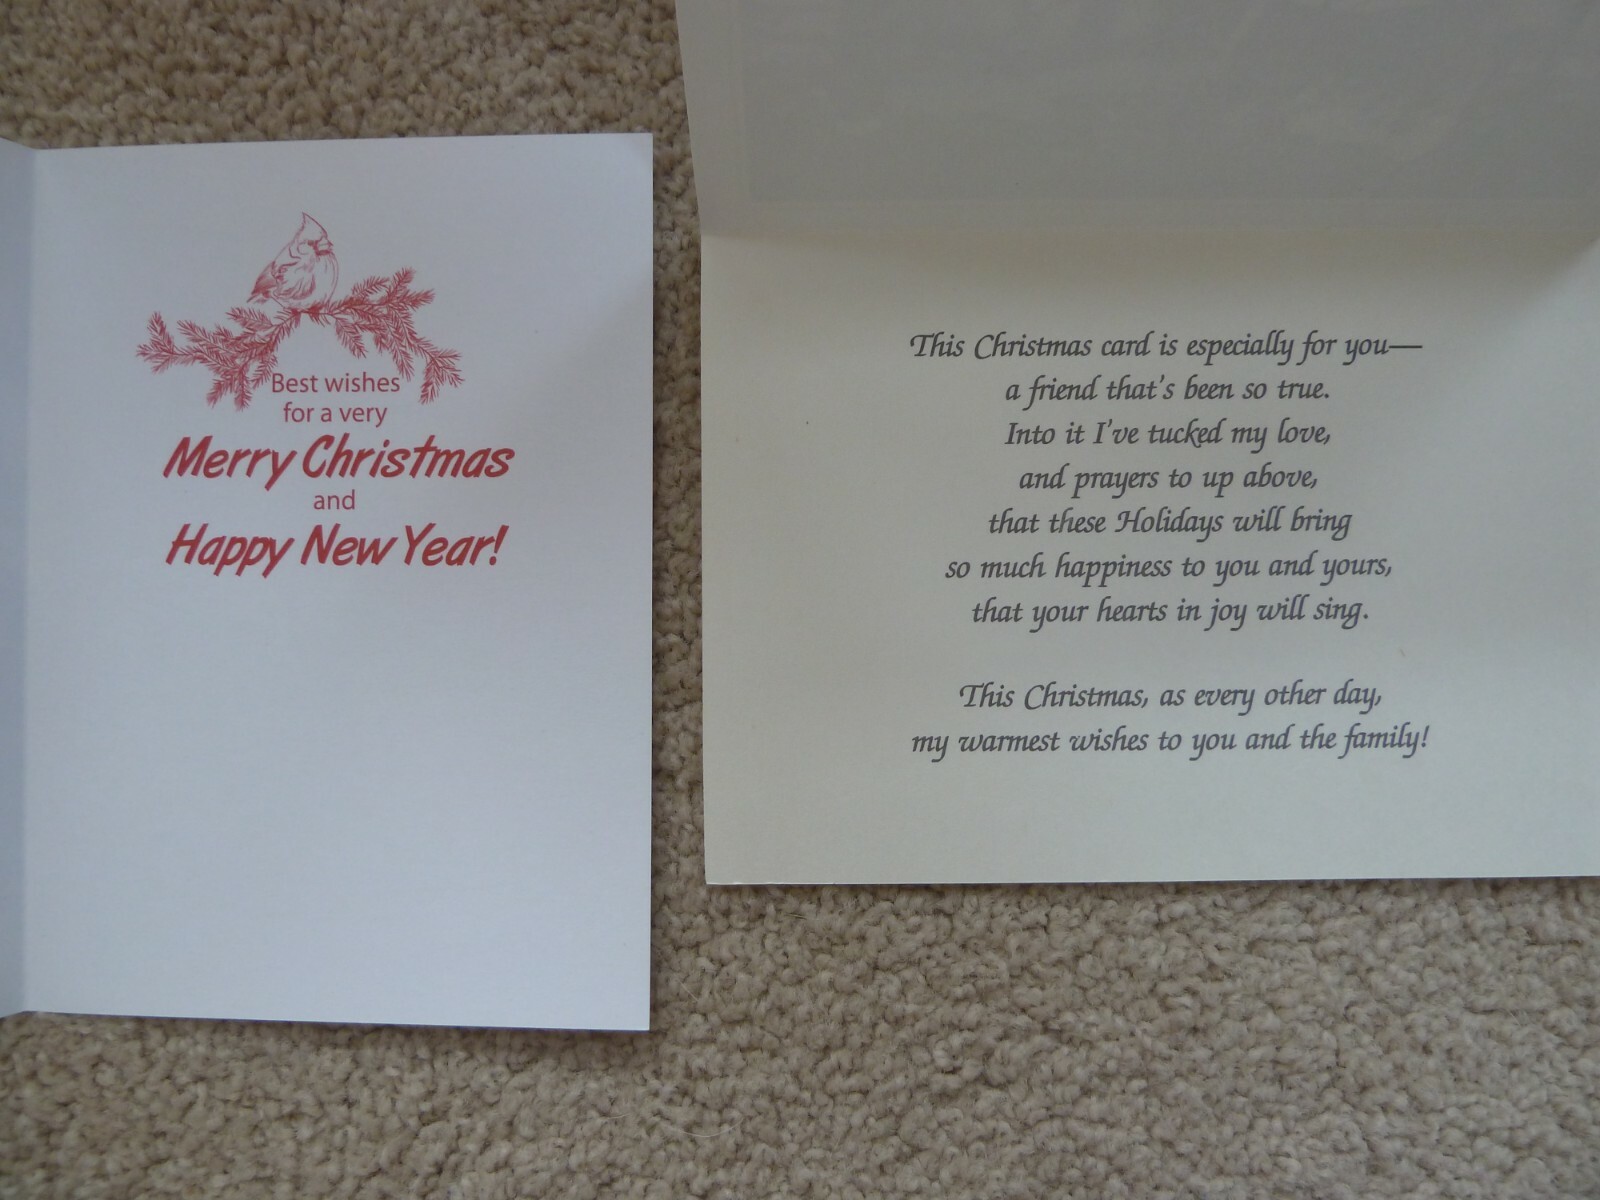 Best wishes
for a very
Merry Christmas
and
Happy New Year!
This Christmas card is especially for you—
a friend that's been so true.
Into it I've tucked my love,
and prayers to up above,
that these Holidays will bring
so much happiness to you and yours,
that your hearts in joy will sing.
This Christmas, as every other day,
my warmest wishes to you and the family!